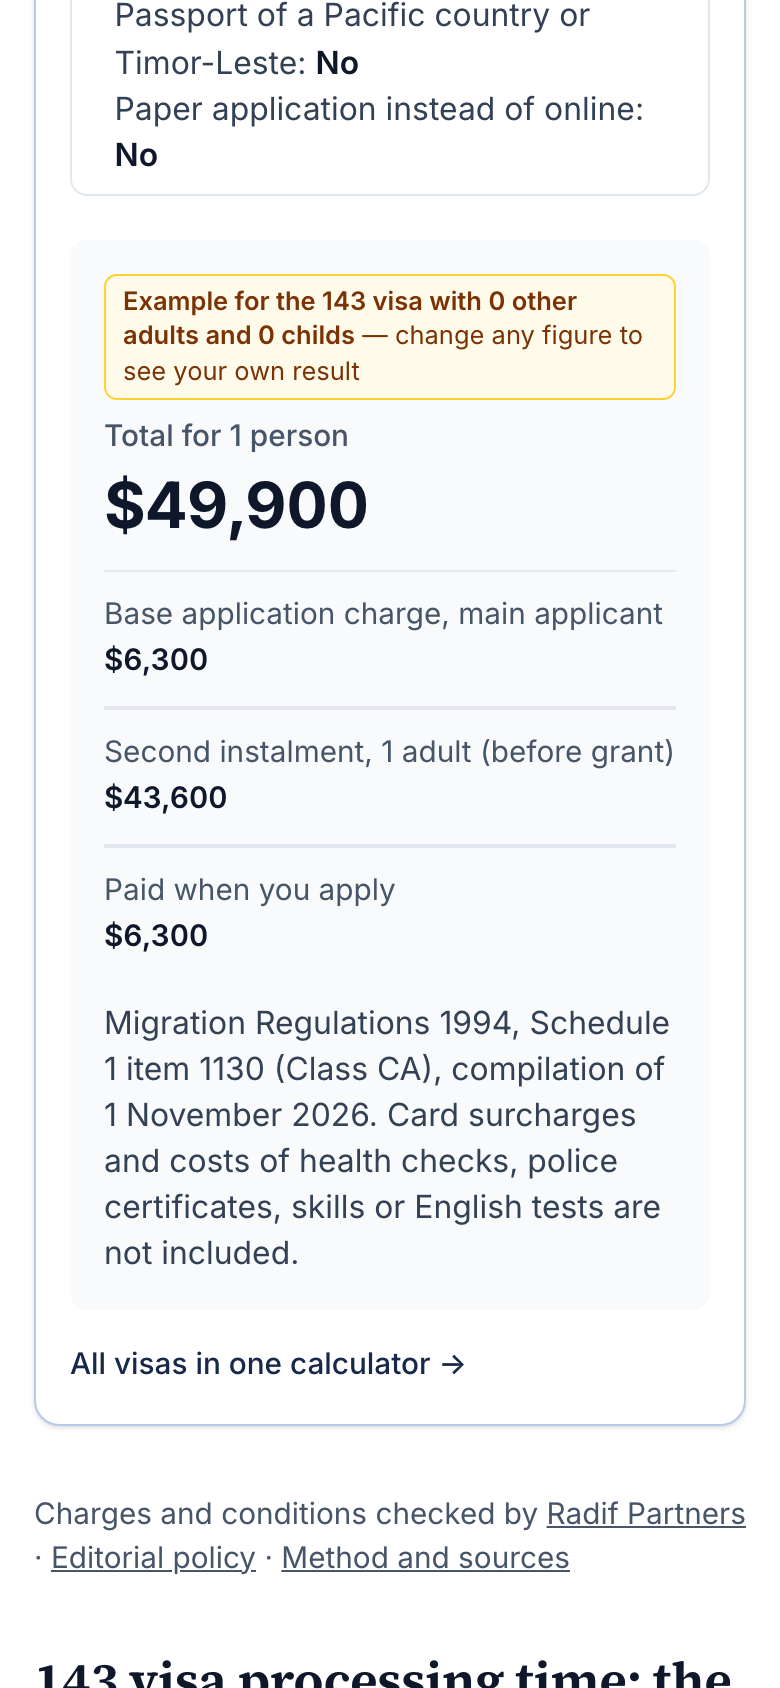 Passport of a Pacific country or
Timor-Leste: No
Paper application instead of online:
No
Example for the 143 visa with 0 other
adults and 0 childs — change any figure to
see your own result
Total for 1 person
$49,900
Base application charge, main applicant
$6,300
Second instalment, 1 adult (before grant)
$43,600
Paid when you apply
$6,300
Migration Regulations 1994, Schedule
1 item 1130 (Class CA), compilation of
1 November 2026. Card surcharges
and costs of health checks, police
certificates, skills or English tests are
not included.
All visas in one calculator →
Charges and conditions checked by Radif Partners
· Editorial policy · Method and sources
143 visa processing time: the